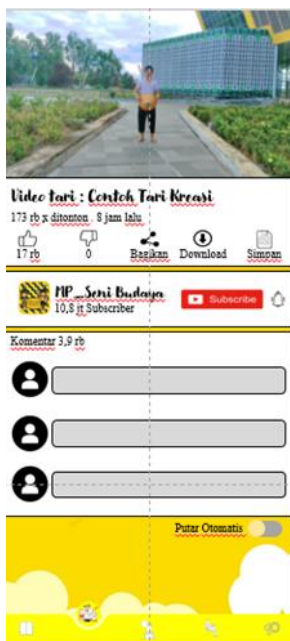 Video tari : Contoh Tari Kreasi
173 rb x ditonton . 8 jam lalu
17 rb 0 Bagikan Download Simpan
MP_Seni Budaya
10,8 jt Subscriber
Subscribe
Komentar 3,9 rb
Putar Otomatis